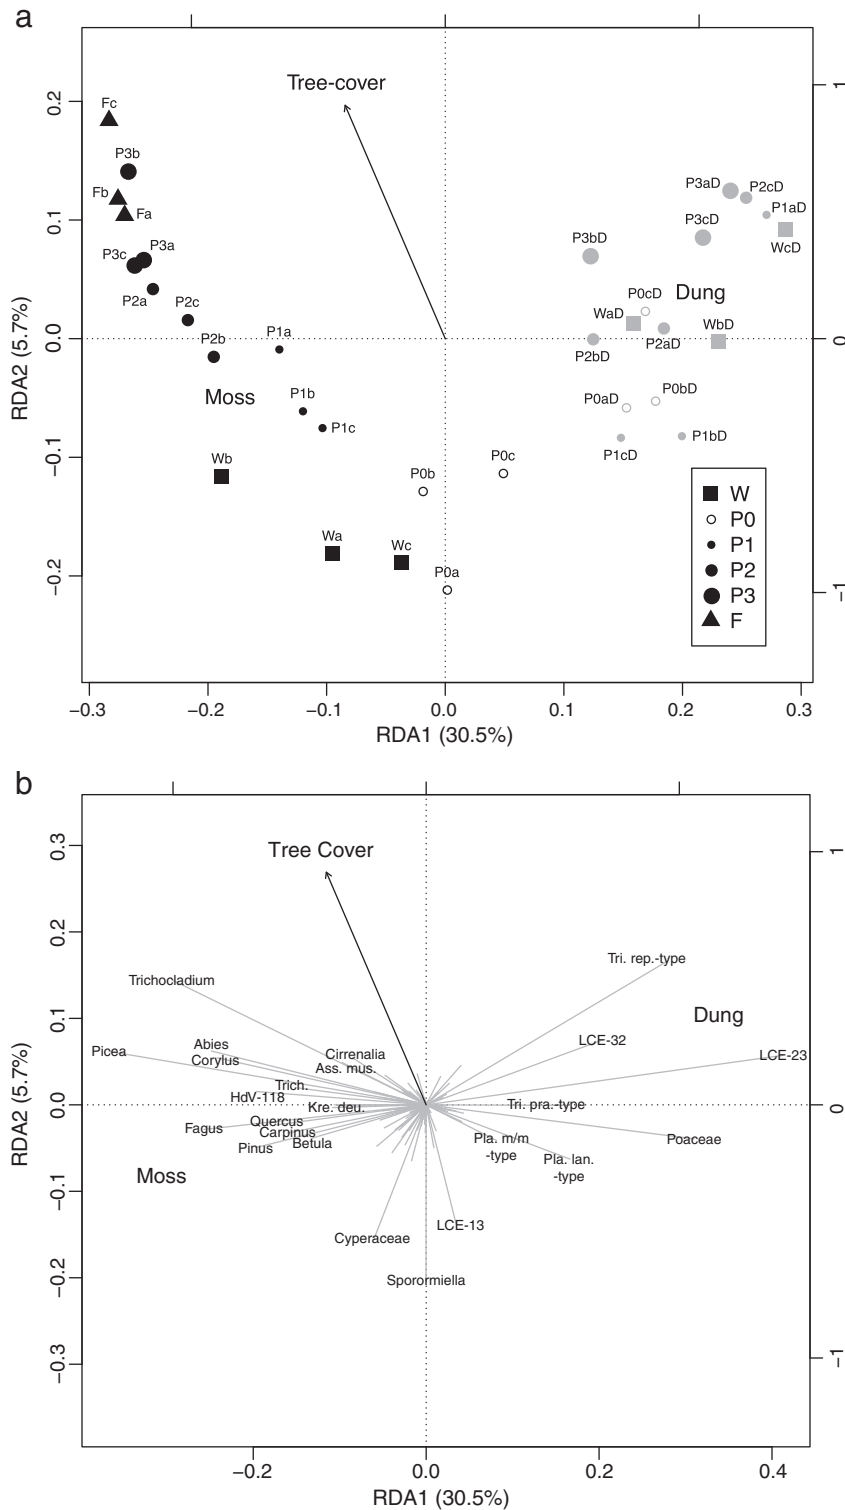 a
Tree-cover
Fc
P3b
Fb
Fa
P3c
P3a
P2a
P2c
P2b
P1a
P1b
P1c
Moss
Wb
Wa
Wc
P0b
P0c
P0a
P3aD
P2cD
P1aD
WcD
P3cD
P3bD
Dung
P0cD
WaD
WbD
P2aD
P2bD
P0aD
P0bD
P1cD
P1bD
W
P0
P1
P2
P3
F
0.2
0.1
0.0
−0.1
−0.2
RDA2 (5.7%)
1
0
−1
−0.3
−0.2
−0.1
0.0
0.1
0.2
0.3
RDA1 (30.5%)
b
Tree Cover
Trichocladium
Tri. rep.-type
Dung
Picea
Abies
Corylus
Cirrenalia
Ass. mus.
LCE-32
LCE-23
Trich.
HdV-118
Kre. deu.
Tri. pra.-type
Fagus
Quercus
Carpinus
Betula
Pinus
Pla. m/m
-type
Pla. lan.
-type
Poaceae
Moss
Cyperaceae
LCE-13
Sporormiella
0.3
0.2
0.1
0.0
−0.1
−0.2
−0.3
RDA2 (5.7%)
1
0
−1
−0.2
0.0
0.2
0.4
RDA1 (30.5%)